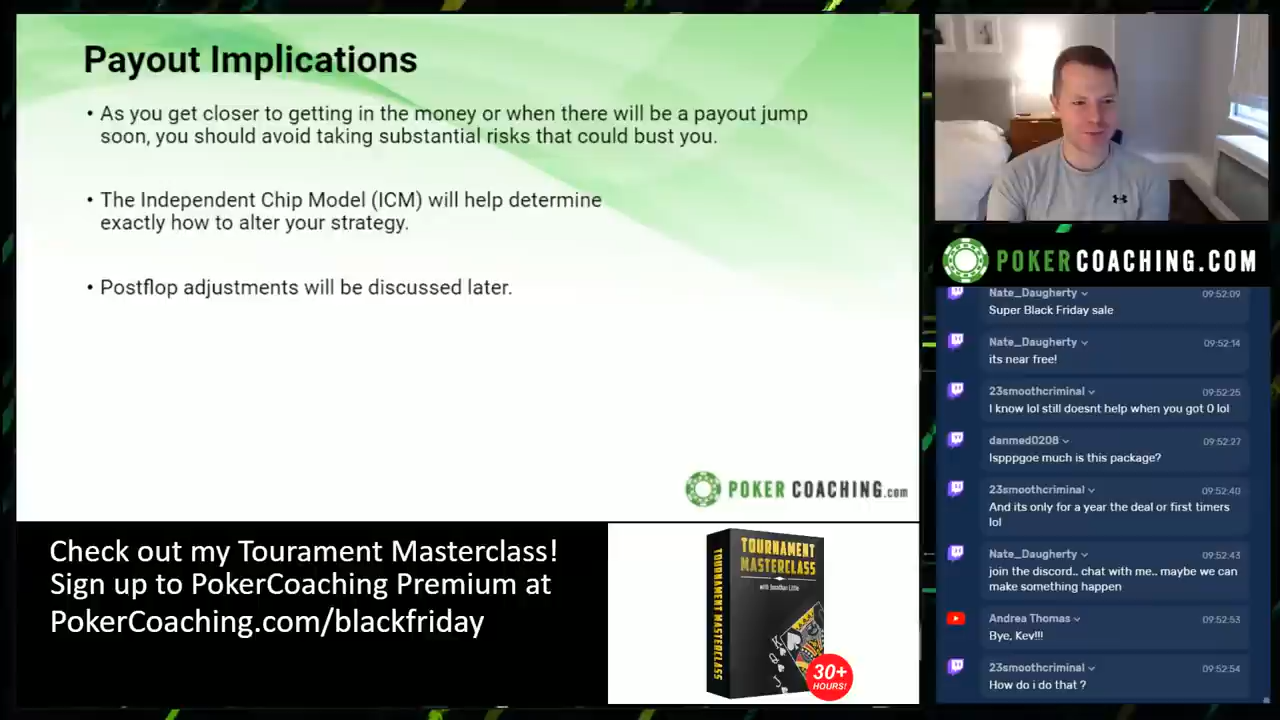 Payout Implications
• As you get closer to getting in the money or when there will be a payout jump
soon, you should avoid taking substantial risks that could bust you.
• The Independent Chip Model (ICM) will help determine
exactly how to alter your strategy.
• Postflop adjustments will be discussed later.
POKER COACHING.com
Check out my Tourament Masterclass!
Sign up to PokerCoaching Premium at
PokerCoaching.com/blackfriday
TOURNAMENT
MASTERCLASS
with Jonathan Little
TOURNAMENT MASTERCLASS
K
Q
J
30+
HOURS!
POKERCOACHING.COM
Nate_Daugherty 09:52:09
Super Black Friday sale
Nate_Daugherty 09:52:14
its near free!
23smoothcriminal 09:52:25
I know lol still doesnt help when you got 0 lol
danmed0208 09:52:27
Ispppgoe much is this package?
23smoothcriminal 09:52:40
And its only for a year the deal or first timers
lol
Nate_Daugherty 09:52:43
join the discord.. chat with me.. maybe we can
make something happen
Andrea Thomas 09:52:53
Bye, Kev!!!
23smoothcriminal 09:52:54
How do i do that ?